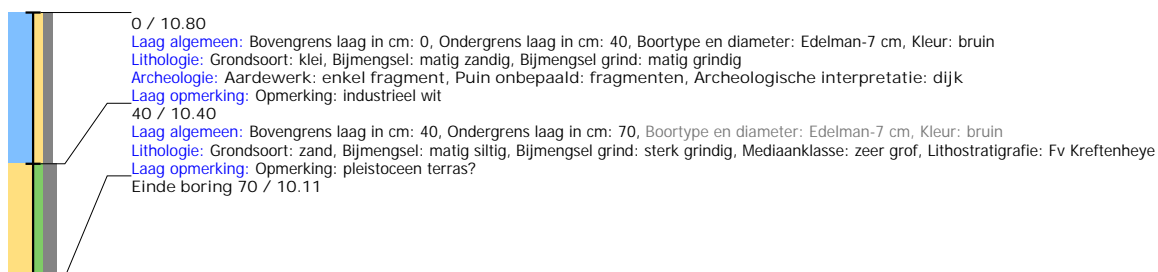 0 / 10.80
Laag algemeen: Bovengrens laag in cm: 0, Ondergrens laag in cm: 40, Boortype en diameter: Edelman-7 cm, Kleur: bruin
Lithologie: Grondsoort: klei, Bijmengsel: matig zandig, Bijmengsel grind: matig grindig
Archeologie: Aardewerk: enkel fragment, Puin onbepaald: fragmenten, Archeologische interpretatie: dijk
Laag opmerking: Opmerking: industrieel wit
40 / 10.40
Laag algemeen: Bovengrens laag in cm: 40, Ondergrens laag in cm: 70, Boortype en diameter: Edelman-7 cm, Kleur: bruin
Lithologie: Grondsoort: zand, Bijmengsel: matig siltig, Bijmengsel grind: sterk grindig, Mediaanklasse: zeer grof, Lithostratigrafie: Fv Kreftenheye
Laag opmerking: Opmerking: pleistoceen terras?
Einde boring 70 / 10.11